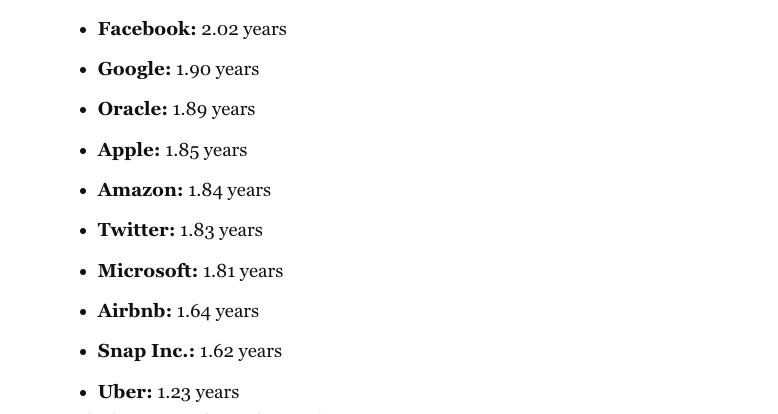 • Facebook: 2.02 years
• Google: 1.90 years
• Oracle: 1.89 years
• Apple: 1.85 years
• Amazon: 1.84 years
• Twitter: 1.83 years
• Microsoft: 1.81 years
• Airbnb: 1.64 years
• Snap Inc.: 1.62 years
• Uber: 1.23 years